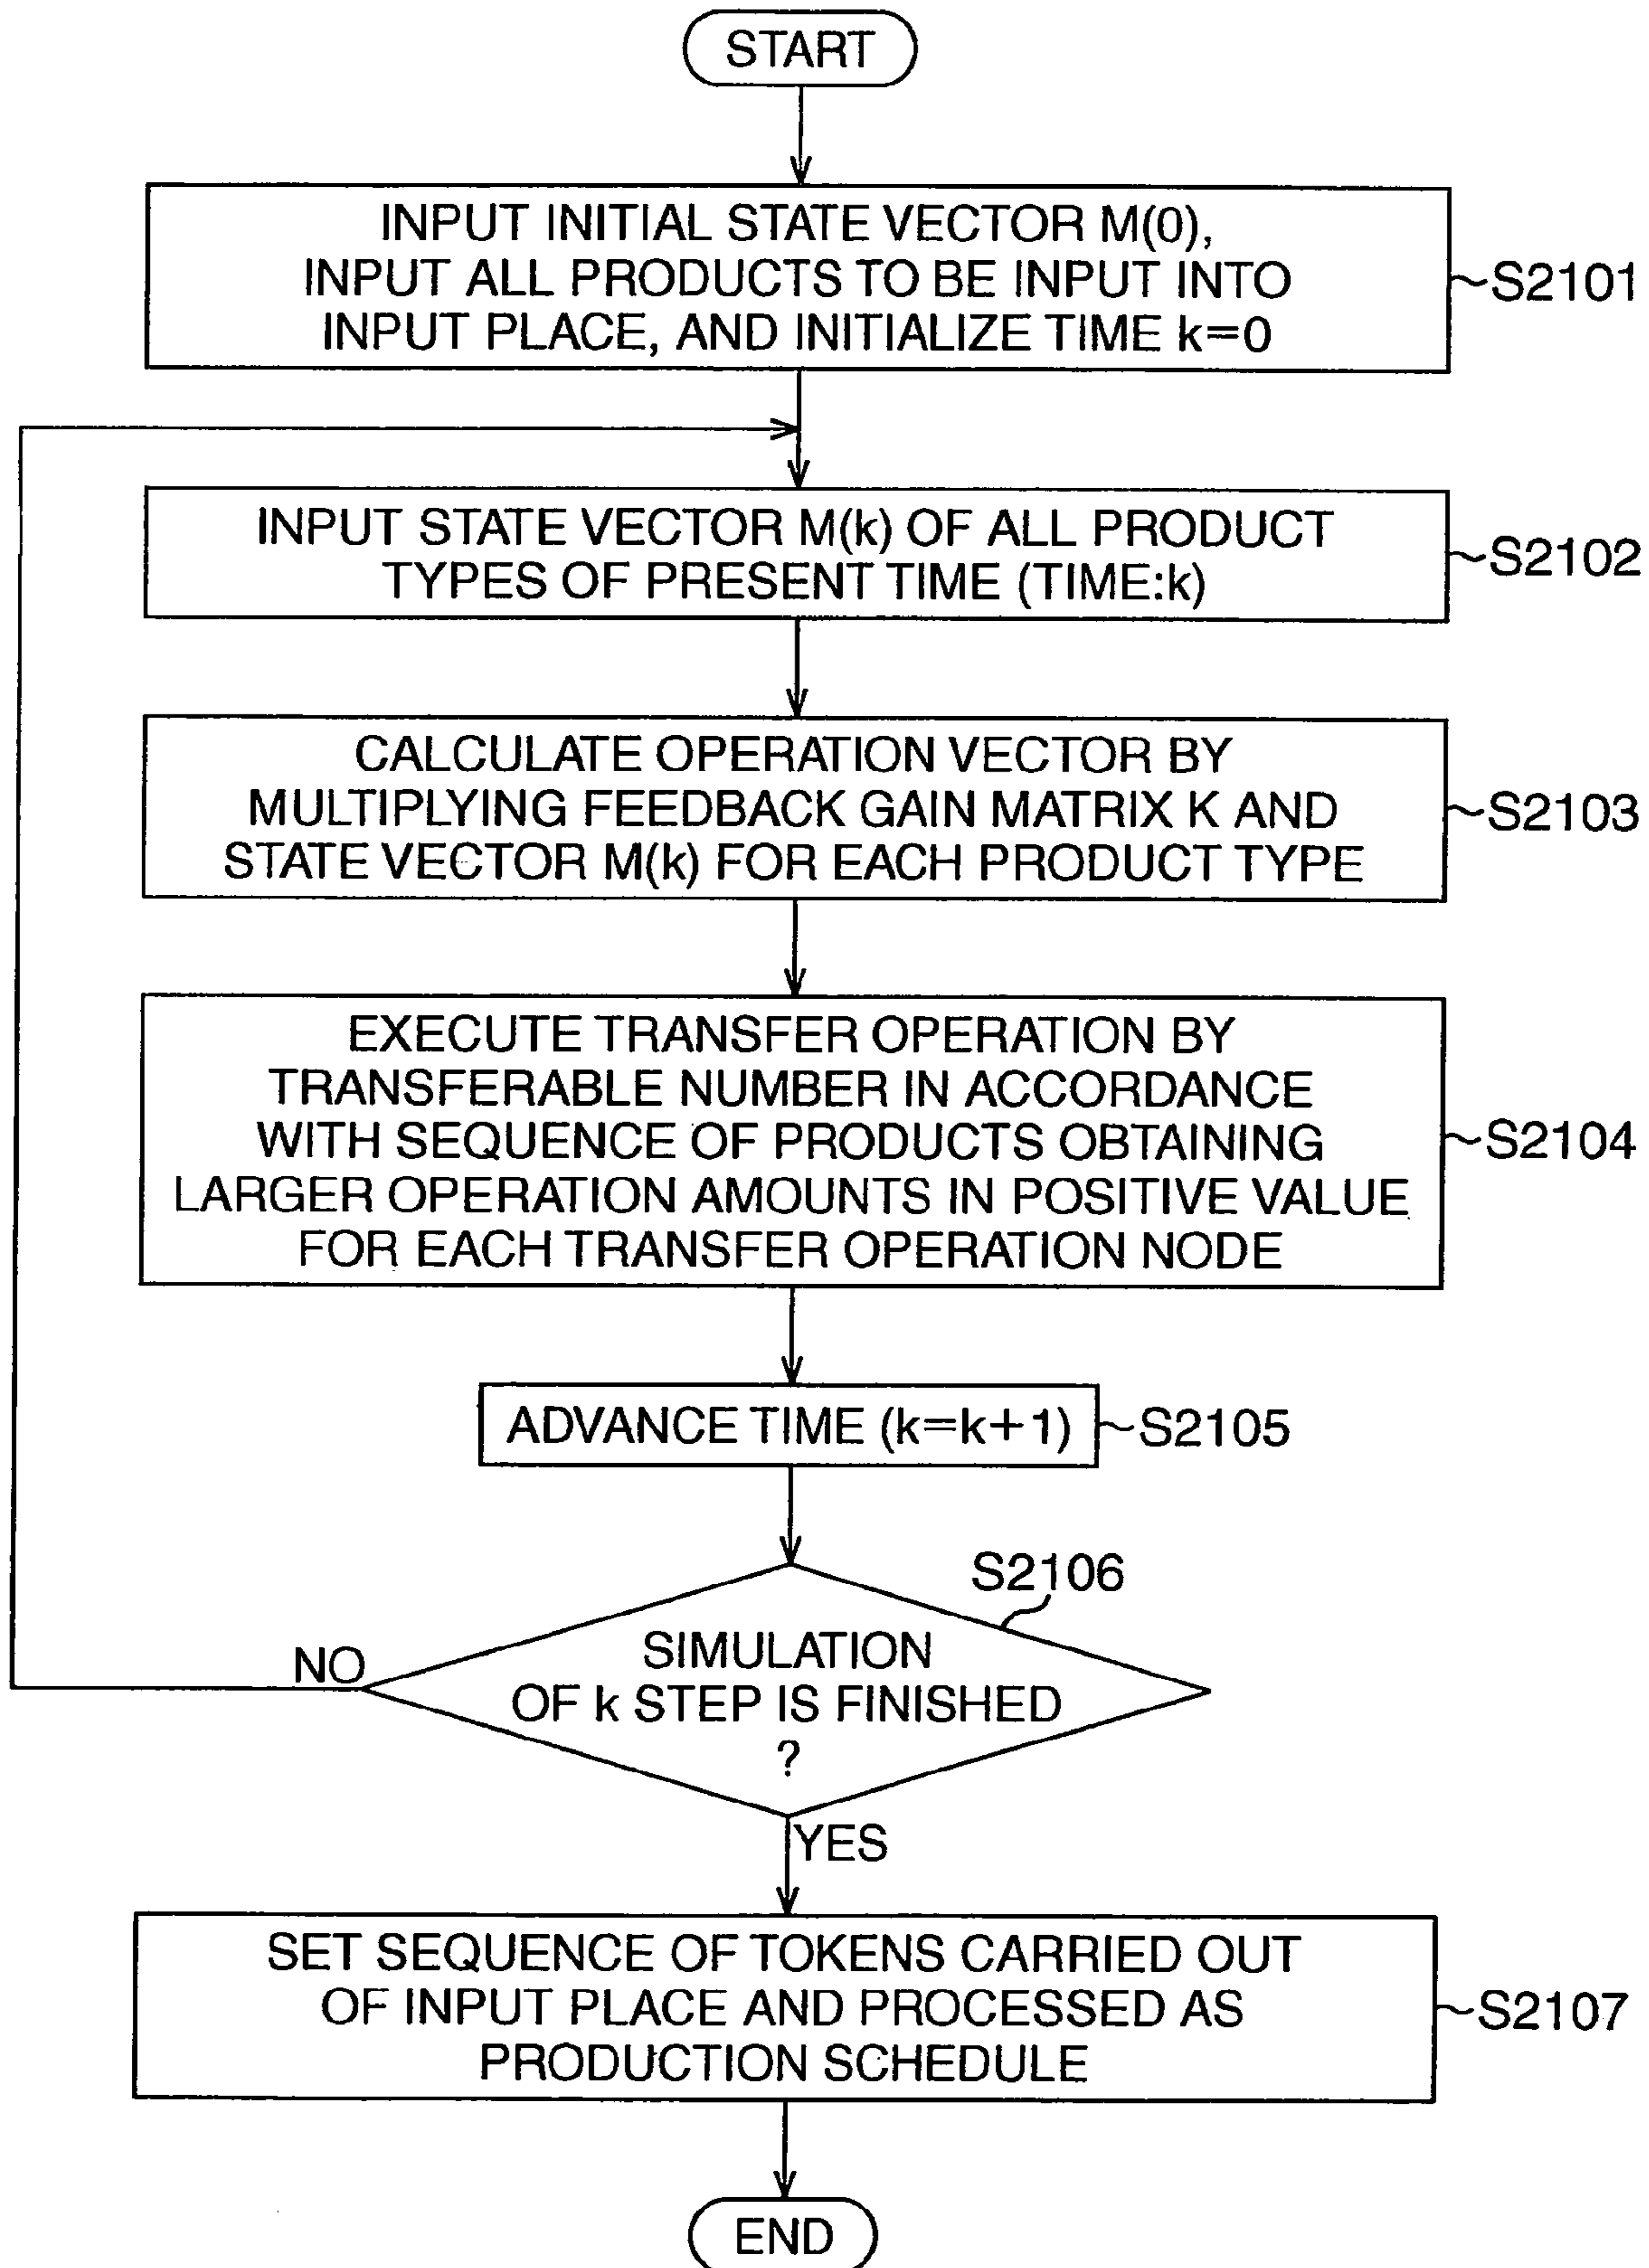 START
INPUT INITIAL STATE VECTOR M(0),
INPUT ALL PRODUCTS TO BE INPUT INTO
INPUT PLACE, AND INITIALIZE TIME k=0
S2101
INPUT STATE VECTOR M(k) OF ALL PRODUCT
TYPES OF PRESENT TIME (TIME:k)
S2102
CALCULATE OPERATION VECTOR BY
MULTIPLYING FEEDBACK GAIN MATRIX K AND
STATE VECTOR M(k) FOR EACH PRODUCT TYPE
S2103
EXECUTE TRANSFER OPERATION BY
TRANSFERABLE NUMBER IN ACCORDANCE
WITH SEQUENCE OF PRODUCTS OBTAINING
LARGER OPERATION AMOUNTS IN POSITIVE VALUE
FOR EACH TRANSFER OPERATION NODE
S2104
ADVANCE TIME (k=k+1)
S2105
S2106
SIMULATION
OF k STEP IS FINISHED
?
NO
YES
SET SEQUENCE OF TOKENS CARRIED OUT
OF INPUT PLACE AND PROCESSED AS
PRODUCTION SCHEDULE
S2107
END